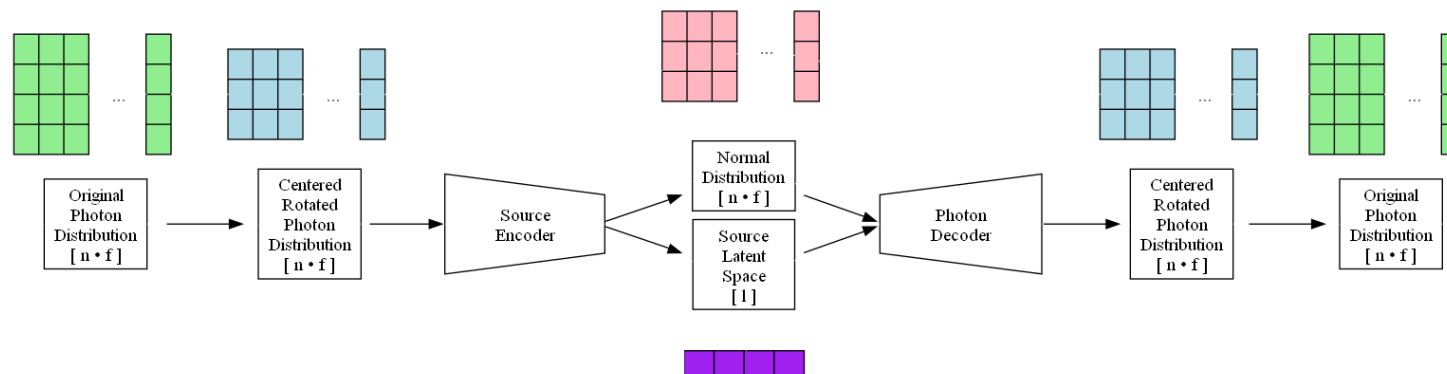 ...
...
...
...
...
Original
Photon
Distribution
[ n • f ]
Centered
Rotated
Photon
Distribution
[ n • f ]
Source
Encoder
Normal
Distribution
[ n • f ]
Source
Latent
Space
[ l ]
Photon
Decoder
Centered
Rotated
Photon
Distribution
[ n • f ]
Original
Photon
Distribution
[ n • f ]